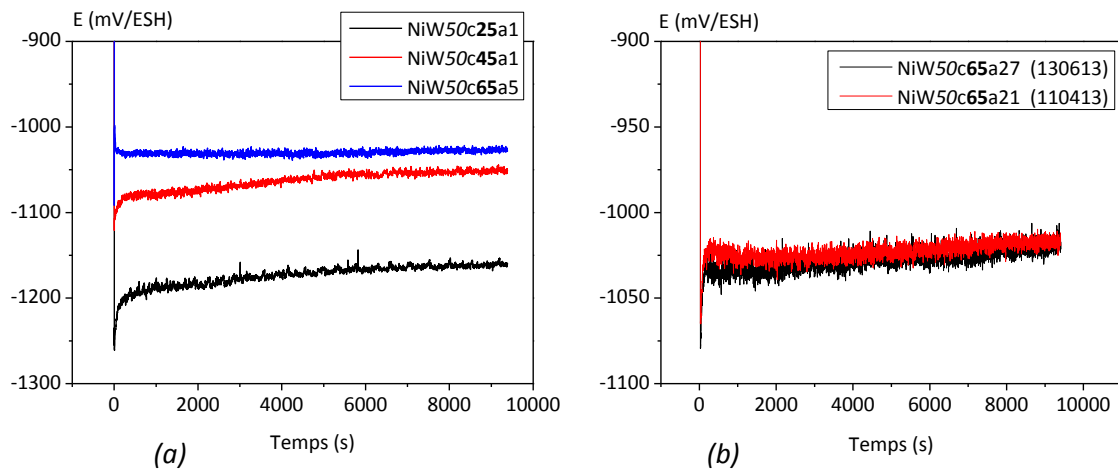 E (mV/ESH)
-900
-1000
-1100
-1200
-1300
0 2000 4000 6000 8000 10000
Temps (s)
(a)
NiW50c25a1
NiW50c45a1
NiW50c65a5
E (mV/ESH)
-900
-950
-1000
-1050
-1100
0 2000 4000 6000 8000 10000
Temps (s)
(b)
NiW50c65a27 (130613)
NiW50c65a21 (110413)